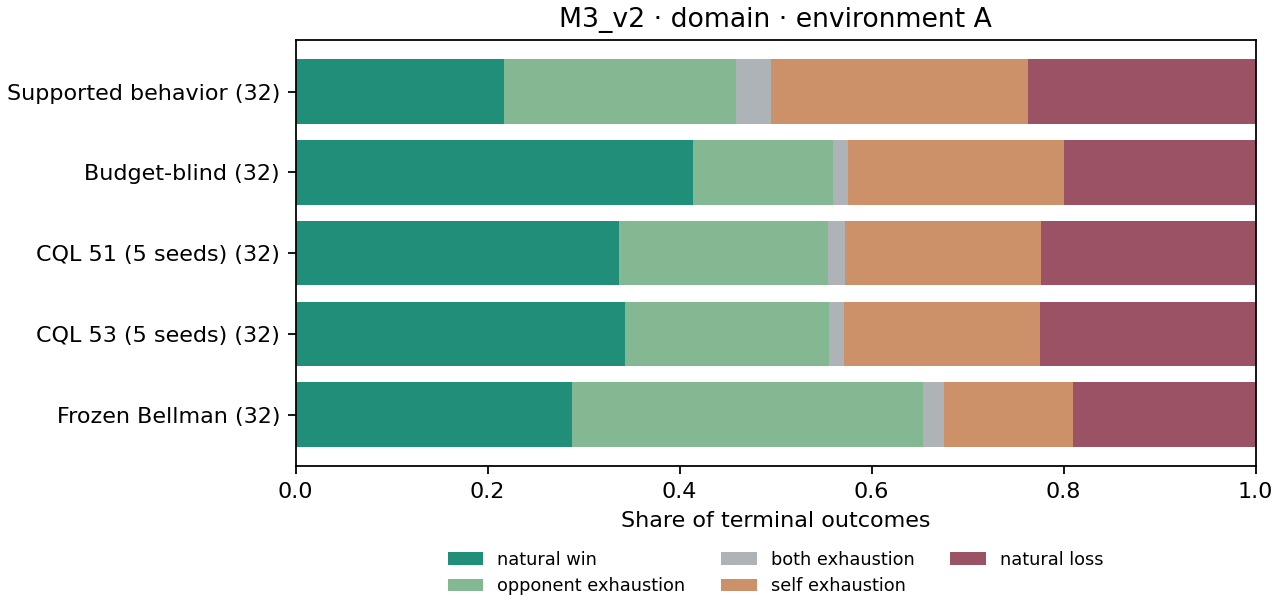 M3_v2 · domain · environment A
Supported behavior (32)
Budget-blind (32)
CQL 51 (5 seeds) (32)
CQL 53 (5 seeds) (32)
Frozen Bellman (32)
0.0 0.2 0.4 0.6 0.8 1.0
Share of terminal outcomes
natural win both exhaustion natural loss
opponent exhaustion self exhaustion